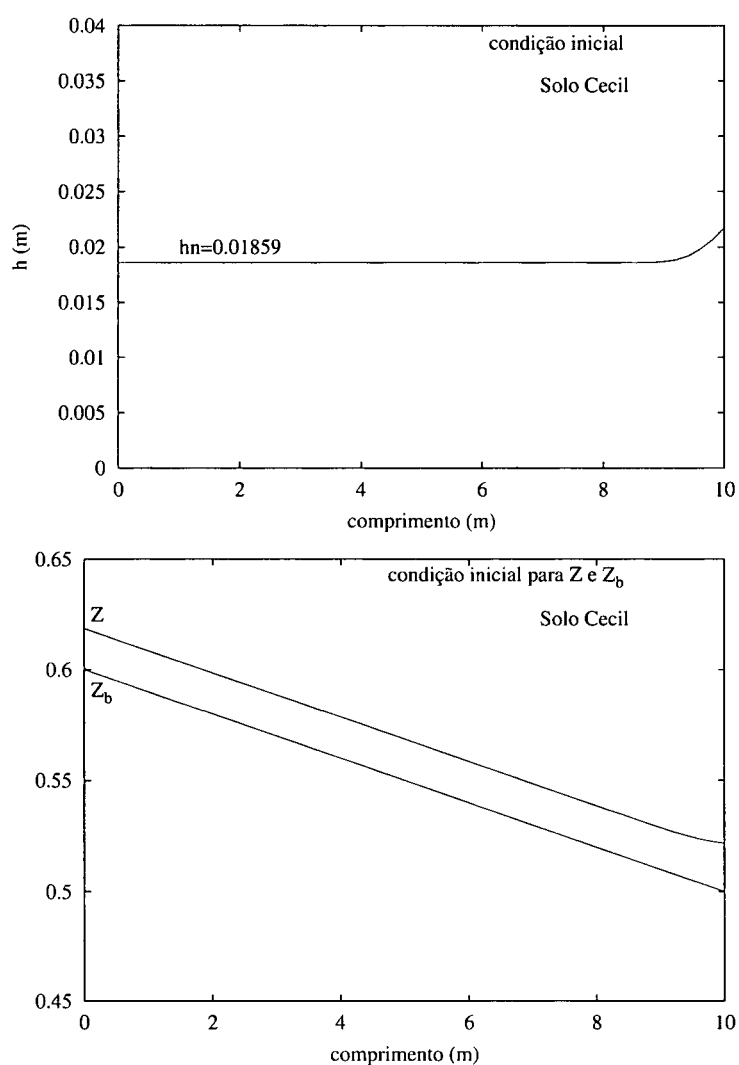 0.04
condição inicial
0.035
Solo Cecil
0.03
0.025
h (m)
0.02
hn=0.01859
0.015
0.01
0.005
0
0 2 4 6 8 10
comprimento (m)
0.65
condição inicial para Z e Zb
Solo Cecil
Z
0.6
Zb
0.55
0.5
0.45
0 2 4 6 8 10
comprimento (m)